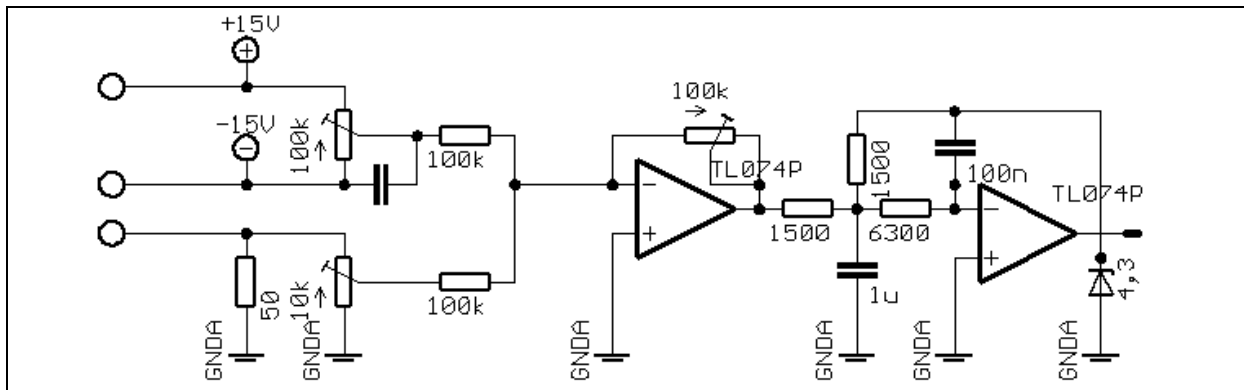 +15V
-15V
100k
100k
50
10k
100k
GNDA
GNDA
100k
TL074P
GNDA
1500
1500
6300
1u
GNDA
100n
TL074P
GNDA
4,3
GNDA